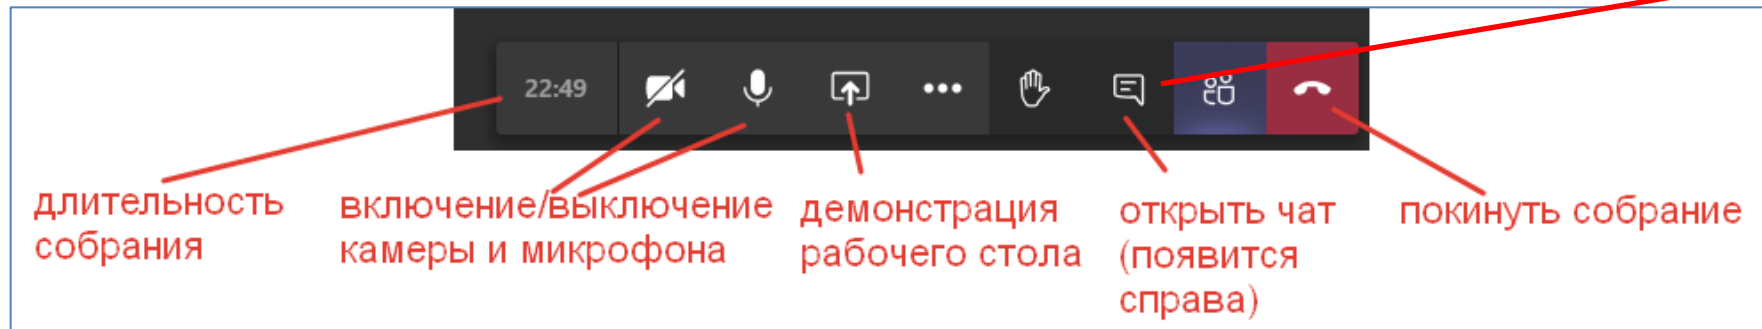 22:49
длительность
собрания
включение/выключение
камеры и микрофона
демонстрация
рабочего стола
открыть чат
(появится
справа)
покинуть собрание